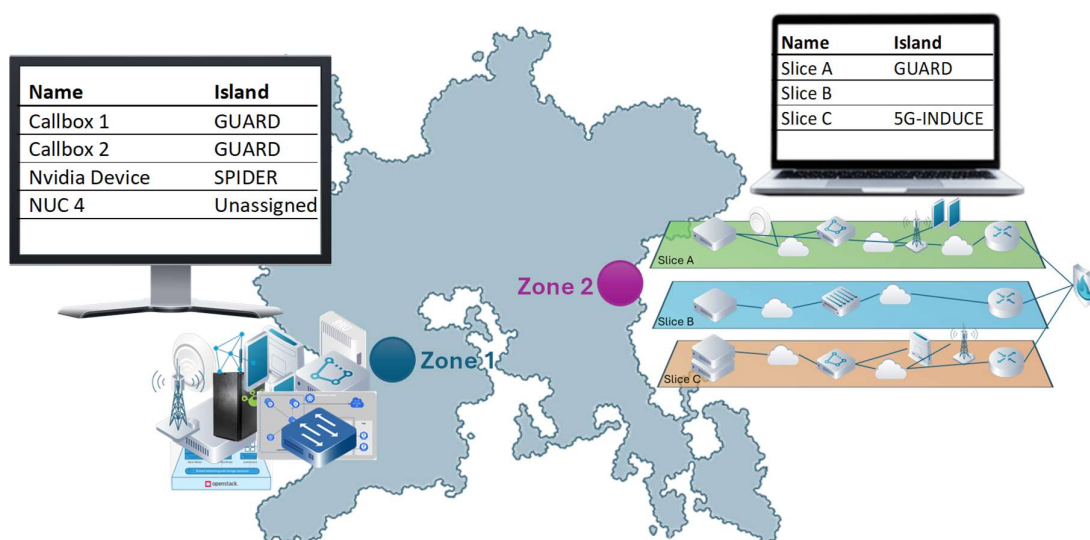 Name Island
Callbox 1 GUARD
Callbox 2 GUARD
Nvidia Device SPIDER
NUC 4 Unassigned
Name Island
Slice A GUARD
Slice B
Slice C 5G-INDUCE
Slice A
Zone 2
Slice B
Zone 1
Slice C
openstack.